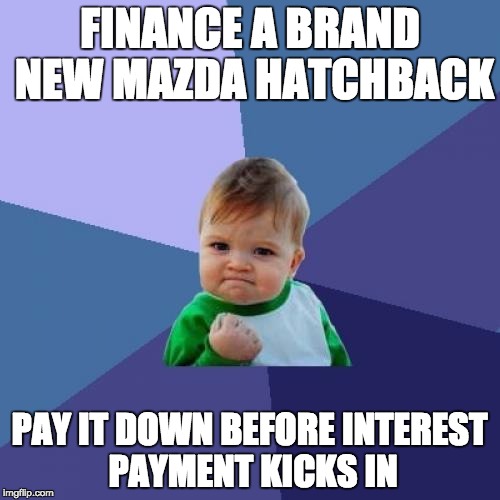 FINANCE A BRAND
NEW MAZDA HATCHBACK
PAY IT DOWN BEFORE INTEREST
PAYMENT KICKS IN
imgflip.com